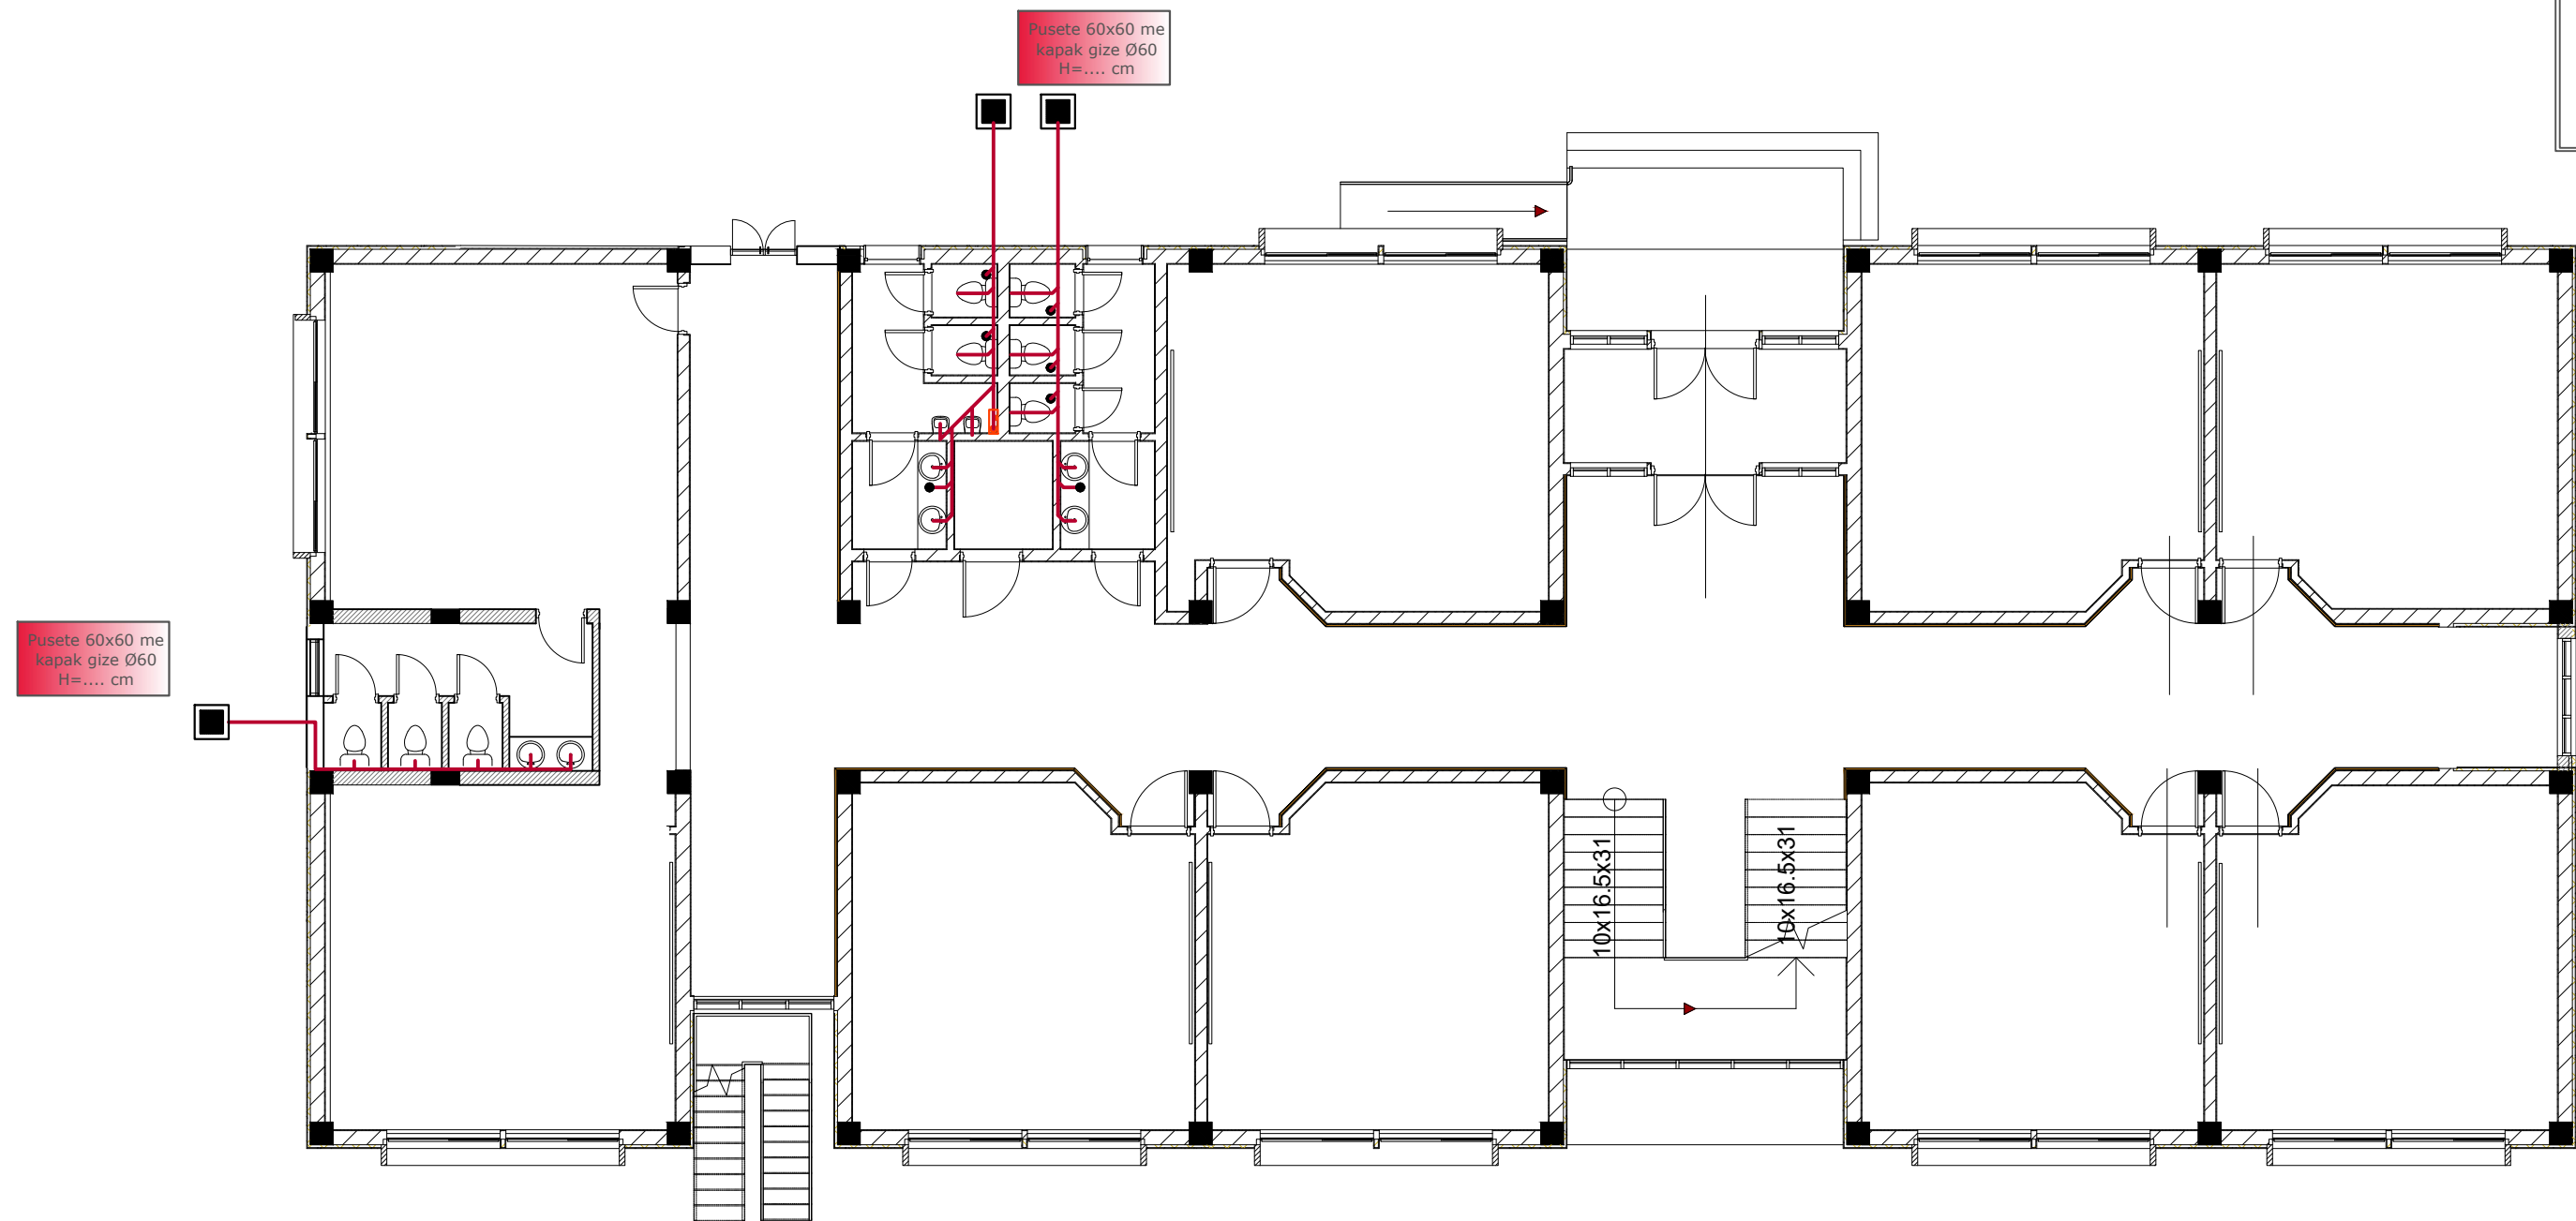 Pusete 60x60 me
kapak gize Ø60
H=.... cm
Pusete 60x60 me
kapak gize Ø60
H=.... cm
10x16.5x31
10x16.5x31